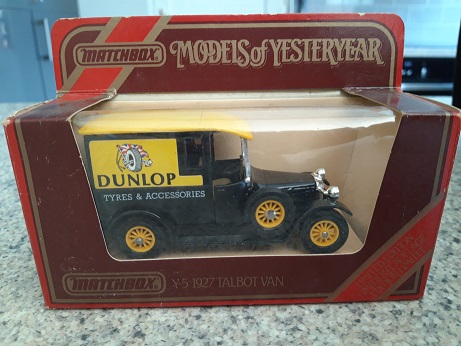 MATCHBOX
MODELS of YESTERYEAR
DUNLOP
TYRES & ACCESSORIES
MATCHBOX
Y-5 1927 TALBOT VAN